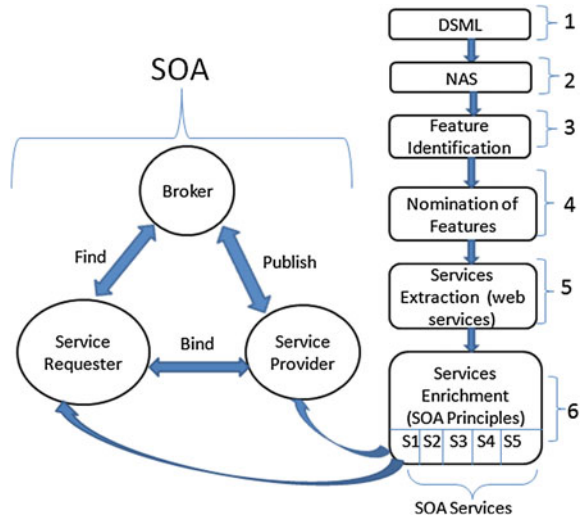 SOA
Broker
Find
Publish
Service
Requester
Bind
Service
Provider
DSML
1
NAS
2
Feature
Identification
3
Nomination of
Features
4
Services
Extraction (web
services)
5
Services
Enrichment
(SOA Principles)
6
S1 S2 S3 S4 S5
SOA Services